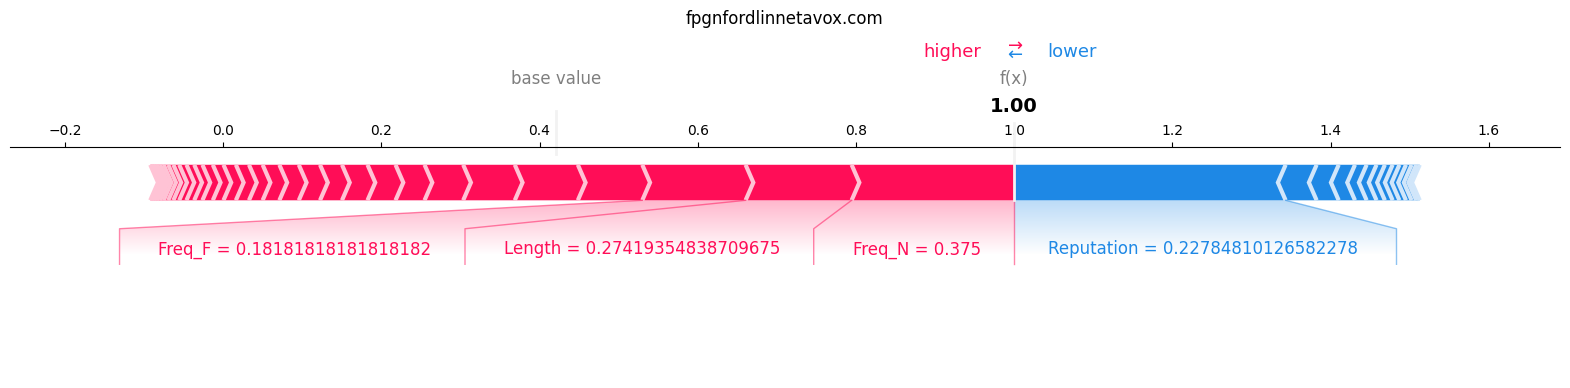 fpgnfordlinnetavox.com
higher ⇄ lower
base value f(x)
1.00
−0.2 0.0 0.2 0.4 0.6 0.8 1.0 1.2 1.4 1.6
Freq_F = 0.18181818181818182 Length = 0.27419354838709675 Freq_N = 0.375 Reputation = 0.22784810126582278